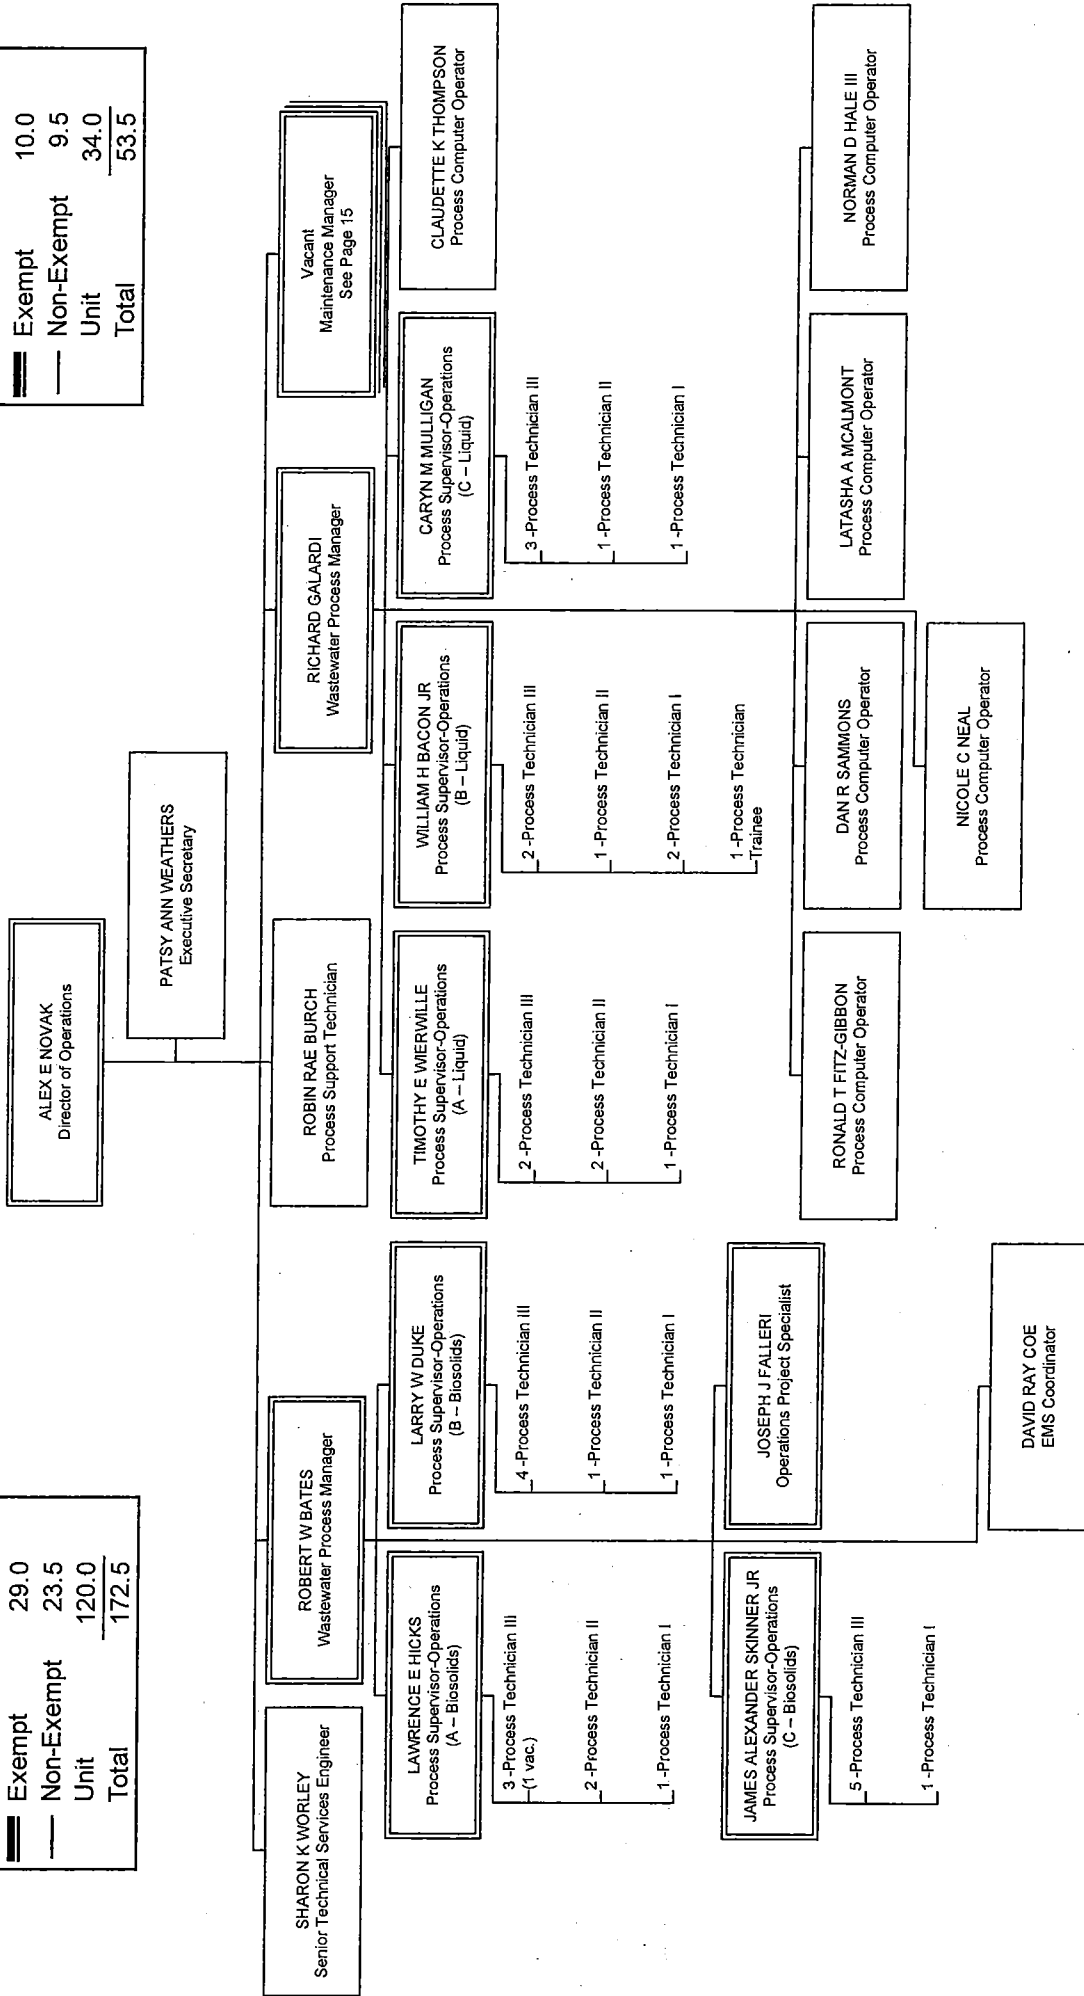 Exempt 29.0
Non-Exempt 23.5
Unit 120.0
Total 172.5
Exempt 10.0
Non-Exempt 9.5
Unit 34.0
Total 53.5
ALEX E NOVAK
Director of Operations
PATSY ANN WEATHERS
Executive Secretary
SHARON K WORLEY
Senior Technical Services Engineer
ROBERT W BATES
Wastewater Process Manager
ROBIN RAE BURCH
Process Support Technician
RICHARD GALARDI
Wastewater Process Manager
Vacant
Maintenance Manager
See Page 15
LAWRENCE E HICKS
Process Supervisor-Operations
(A – Biosolids)
3 -Process Technician III
(1 vac.)
2 -Process Technician II
1 -Process Technician I
LARRY W DUKE
Process Supervisor-Operations
(B – Biosolids)
4 -Process Technician III
1 -Process Technician II
1 -Process Technician I
TIMOTHY E WERWILLE
Process Supervisor-Operations
(A – Liquid)
2 -Process Technician III
2 -Process Technician II
1 -Process Technician I
WILLIAM H BACON JR
Process Supervisor-Operations
(B – Liquid)
2 -Process Technician III
1 -Process Technician II
2 -Process Technician I
1 -Process Technician
Trainee
CARYN M MULLIGAN
Process Supervisor-Operations
(C – Liquid)
3 -Process Technician III
1 -Process Technician II
1 -Process Technician I
CLAUDETTE K THOMPSON
Process Computer Operator
JAMES ALEXANDER SKINNER JR
Process Supervisor-Operations
(C – Biosolids)
5 -Process Technician III
1 -Process Technician I
JOSEPH J FALLERI
Operations Project Specialist
DAVID RAY COE
EMS Coordinator
RONALD T FITZ-GIBBON
Process Computer Operator
DAN R SAMMONS
Process Computer Operator
LATASHA A MCALMONT
Process Computer Operator
NORMAN D HALE III
Process Computer Operator
NICOLE C NEAL
Process Computer Operator